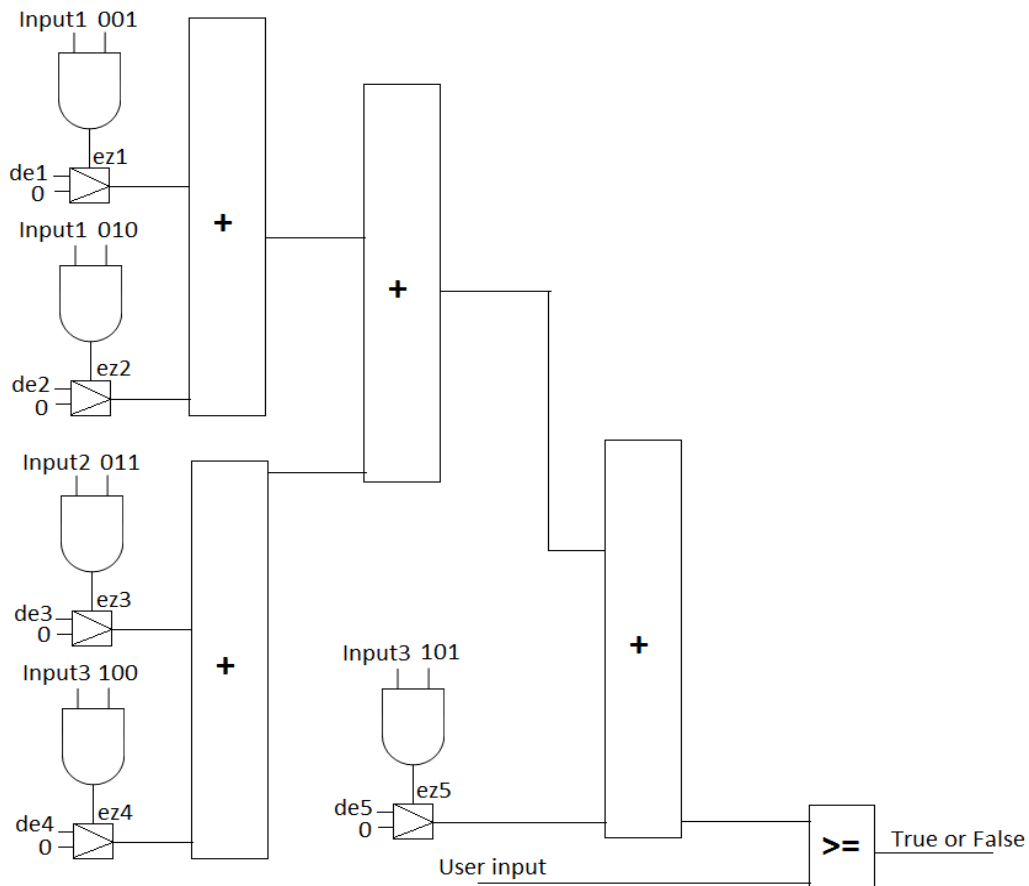 Input1 001
ez1
de1
0
+
Input1 010
ez2
de2
0
+
Input2 011
ez3
de3
0
+
Input3 100
ez4
de4
0
Input3 101
ez5
de5
0
+
>=
True or False
User input